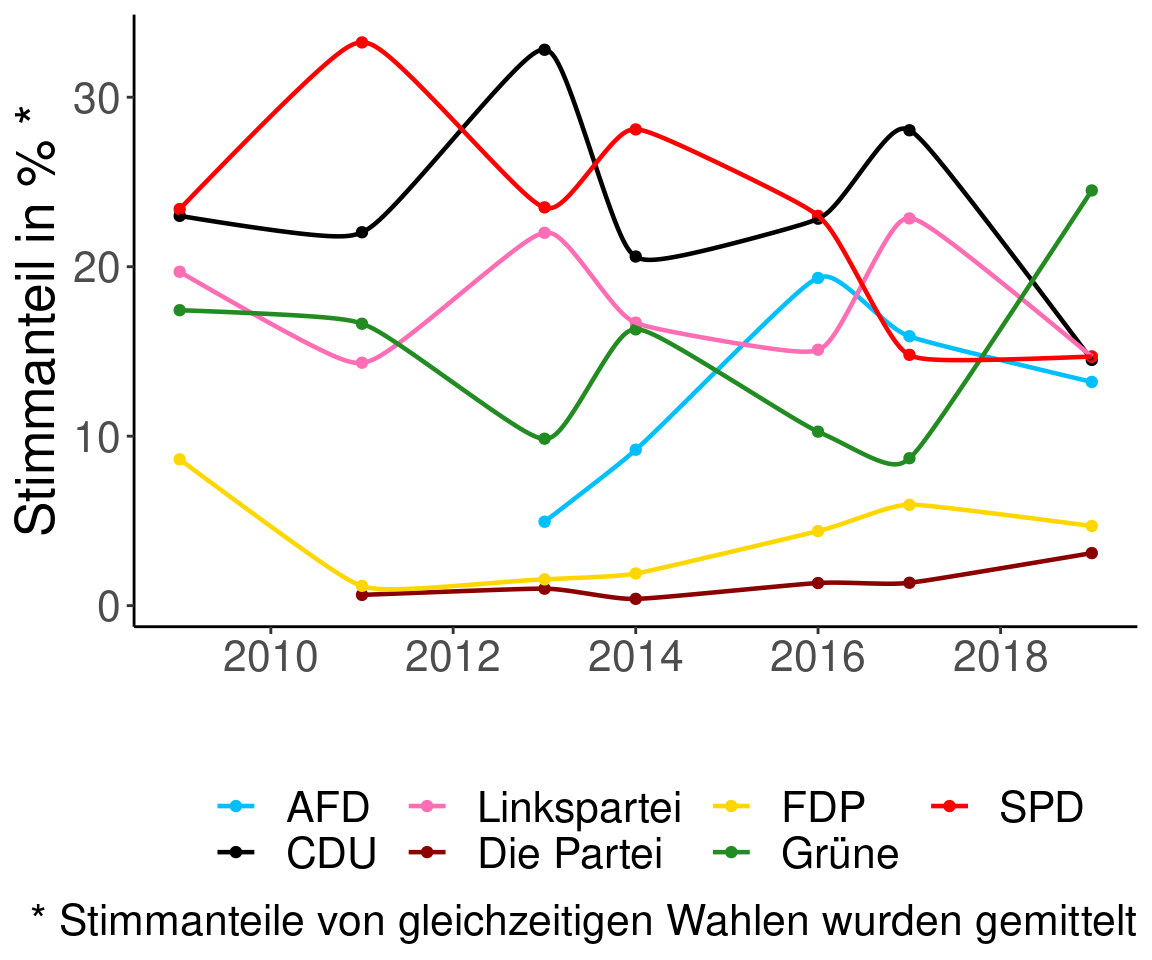 Stimmanteil in % *
30
20
10
0
2010 2012 2014 2016 2018
AFD Linkspartei FDP SPD
CDU Die Partei Grüne
* Stimmanteile von gleichzeitigen Wahlen wurden gemittelt